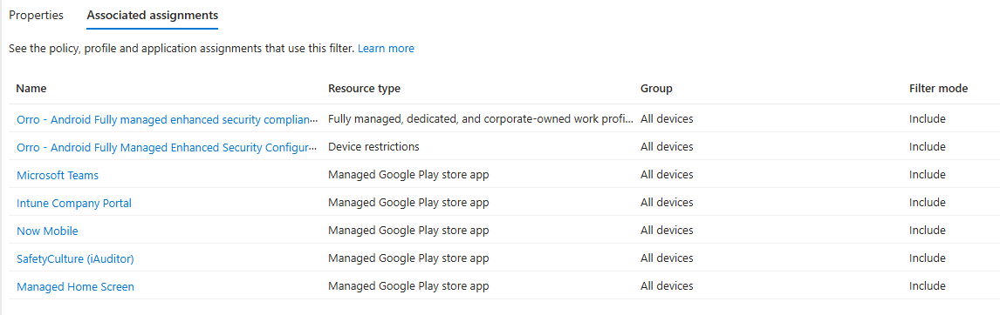 Properties Associated assignments
See the policy, profile and application assignments that use this filter. Learn more
Name Resource type Group Filter mode
Orro - Android Fully managed enhanced security complian... Fully managed, dedicated, and corporate-owned work profi... All devices Include
Orro - Android Fully Managed Enhanced Security Configur... Device restrictions All devices Include
Microsoft Teams Managed Google Play store app All devices Include
Intune Company Portal Managed Google Play store app All devices Include
Now Mobile Managed Google Play store app All devices Include
SafetyCulture (iAuditor) Managed Google Play store app All devices Include
Managed Home Screen Managed Google Play store app All devices Include